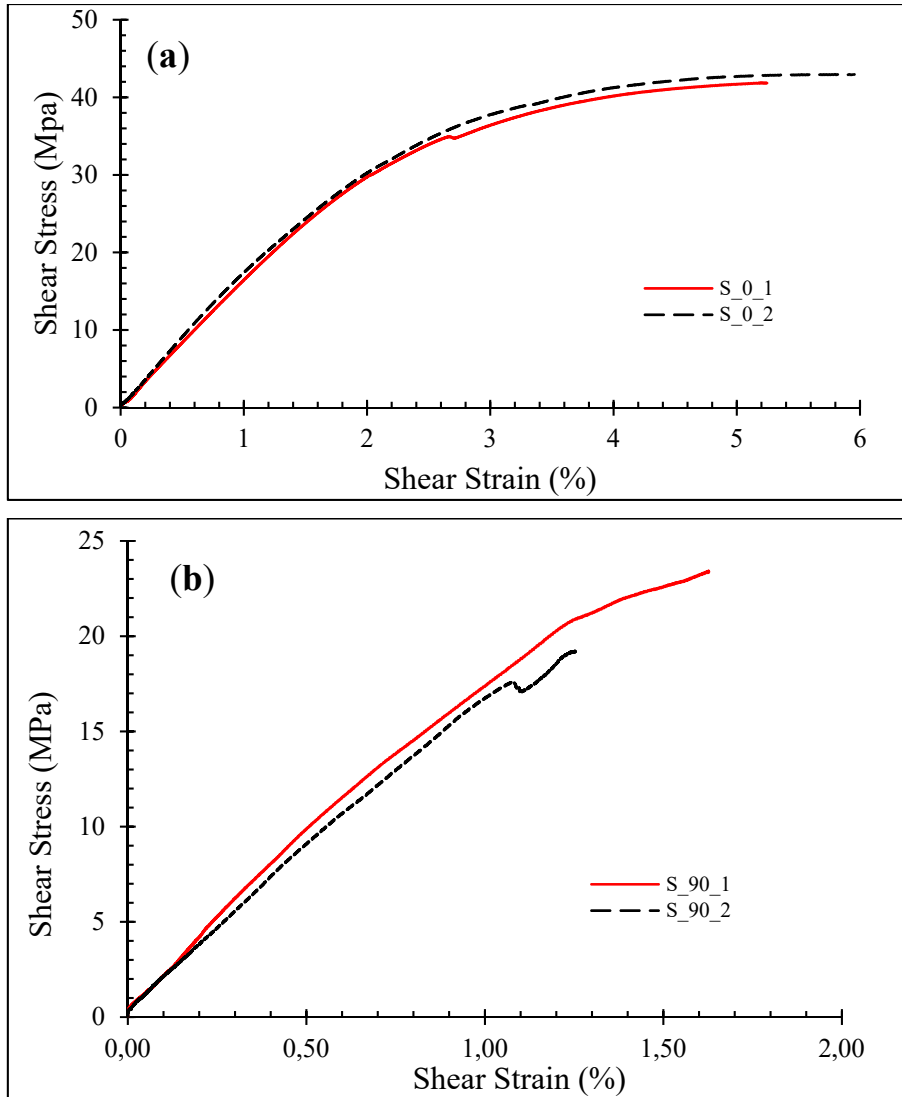 (a)
50
40
30
20
10
0
Shear Stress (Mpa)
S_0_1
S_0_2
0 1 2 3 4 5 6
Shear Strain (%)
(b)
25
20
15
10
5
0
Shear Stress (MPa)
S_90_1
S_90_2
0,00 0,50 1,00 1,50 2,00
Shear Strain (%)